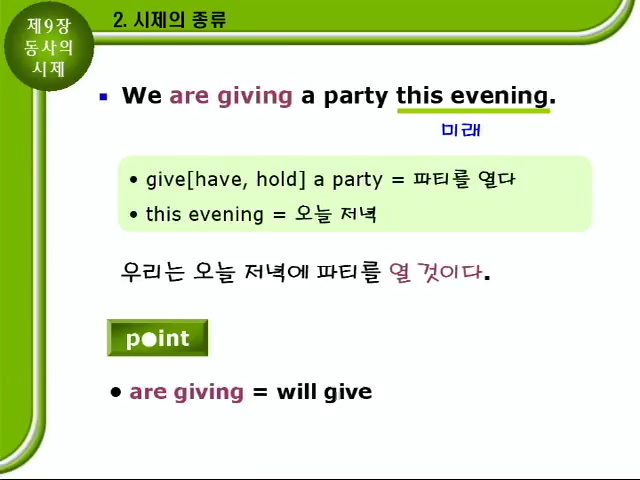 제9장
동사의
시제
2. 시제의 종류
We are giving a party this evening.
미래
• give[have, hold] a party = 파티를 열다
• this evening = 오늘 저녁
우리는 오늘 저녁에 파티를 열 것이다.
point
• are giving = will give